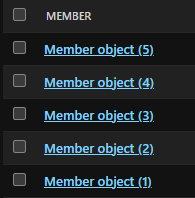 MEMBER
Member object (5)
Member object (4)
Member object (3)
Member object (2)
Member object (1)